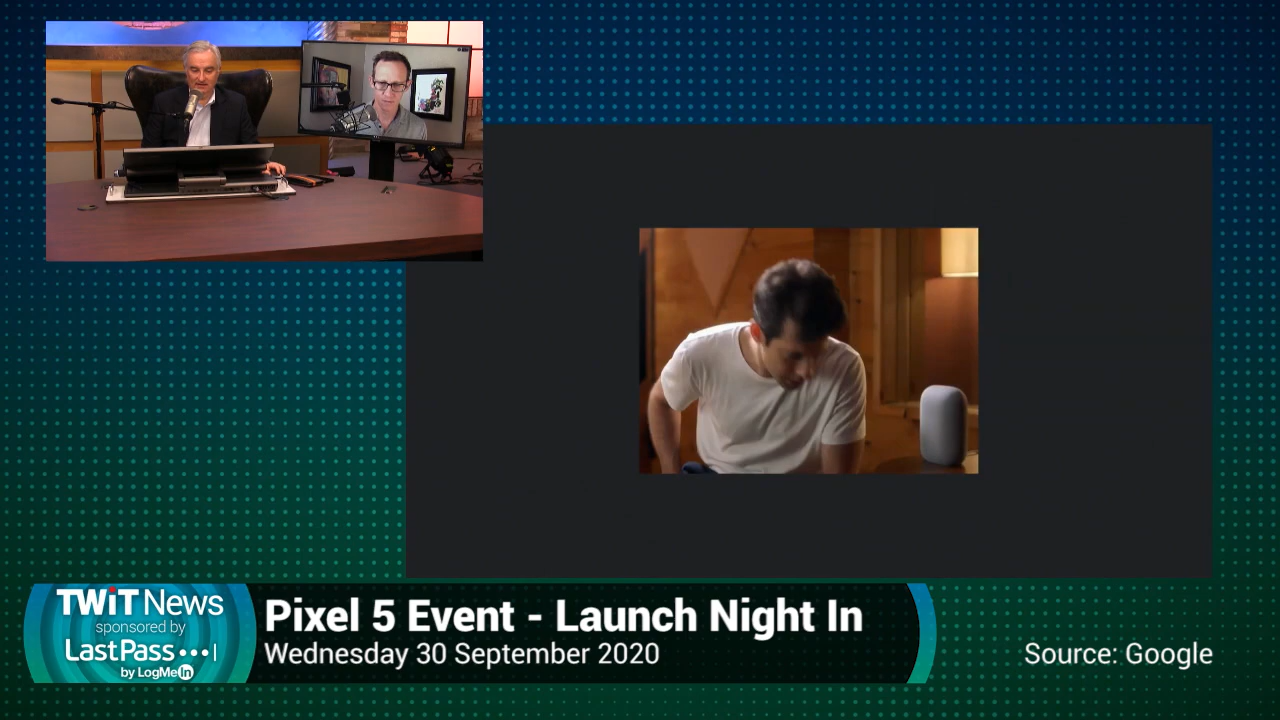 TWiT News
sponsored by
LastPass
by LogMeIn
Pixel 5 Event - Launch Night In
Wednesday 30 September 2020
Source: Google